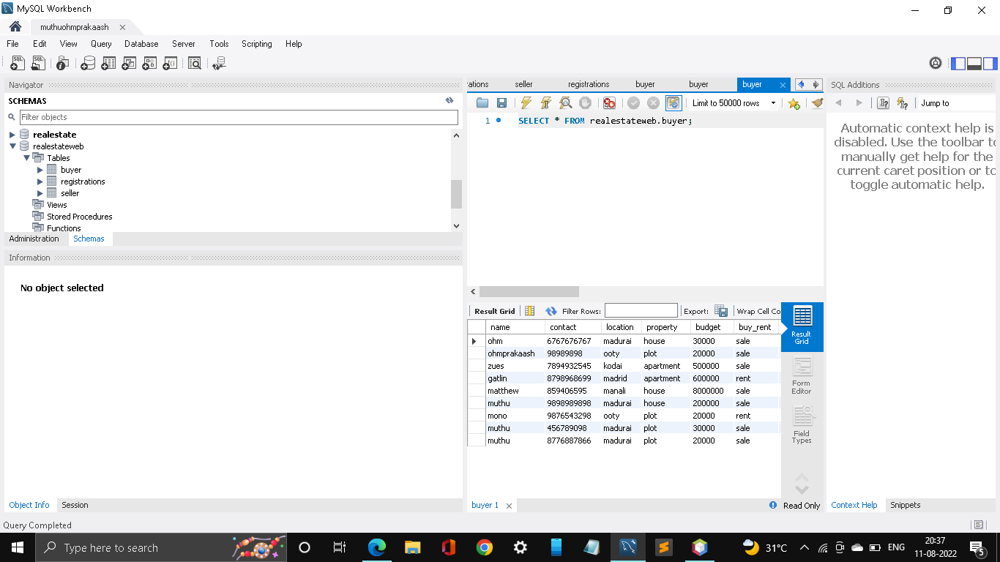 MySQL Workbench
muthuohmprakaash
File Edit View Query Database Server Tools Scripting Help
Navigator
SCHEMAS
Filter objects
realestate
realestateweb
Tables
buyer
registrations
seller
Views
Stored Procedures
Functions
Administration Schemas
Information
No object selected
Object Info Session
ations seller registrations buyer buyer buyer
Limit to 50000 rows
1 SELECT * FROM realestateweb.buyer;
Result Grid Filter Rows: Export: Wrap Cell Co
name contact location property budget buy_rent
ohm 6767676767 madurai house 30000 sale
ohmprakaash 98989898 ooty plot 20000 sale
zues 7894932545 kodai apartment 500000 sale
gatlin 8798968699 madrid apartment 600000 rent
matthew 859406595 manali house 8000000 sale
muthu 9898989898 madurai house 200000 sale
mono 9876543298 ooty plot 20000 rent
muthu 456789098 madurai plot 30000 sale
muthu 8776887866 madurai plot 20000 sale
Result
Grid
Form
Editor
Field
Types
buyer 1
Read Only
SQL Additions
Jump to
Automatic context help is
disabled. Use the toolbar to
manually get help for the
current caret position or to
toggle automatic help.
Context Help Snippets
Query Completed
Type here to search
31°C
ENG
20:37
11-08-2022
5